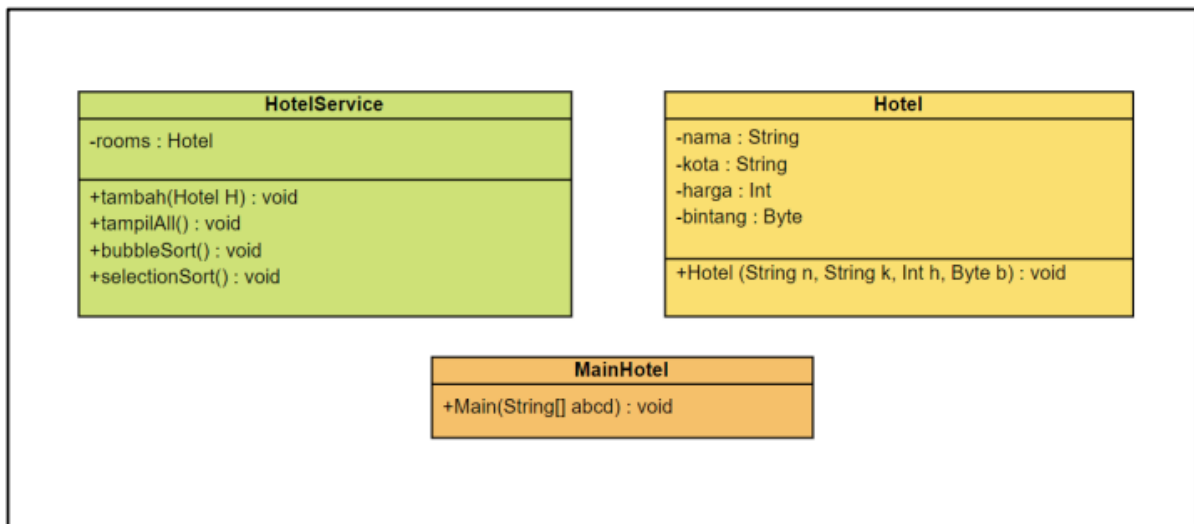 HotelService
-rooms : Hotel
+tambah(Hotel H) : void
+tampilAll() : void
+bubbleSort() : void
+selectionSort() : void
Hotel
-nama : String
-kota : String
-harga : Int
-bintang : Byte
+Hotel (String n, String k, Int h, Byte b) : void
MainHotel
+Main(String[] abcd) : void